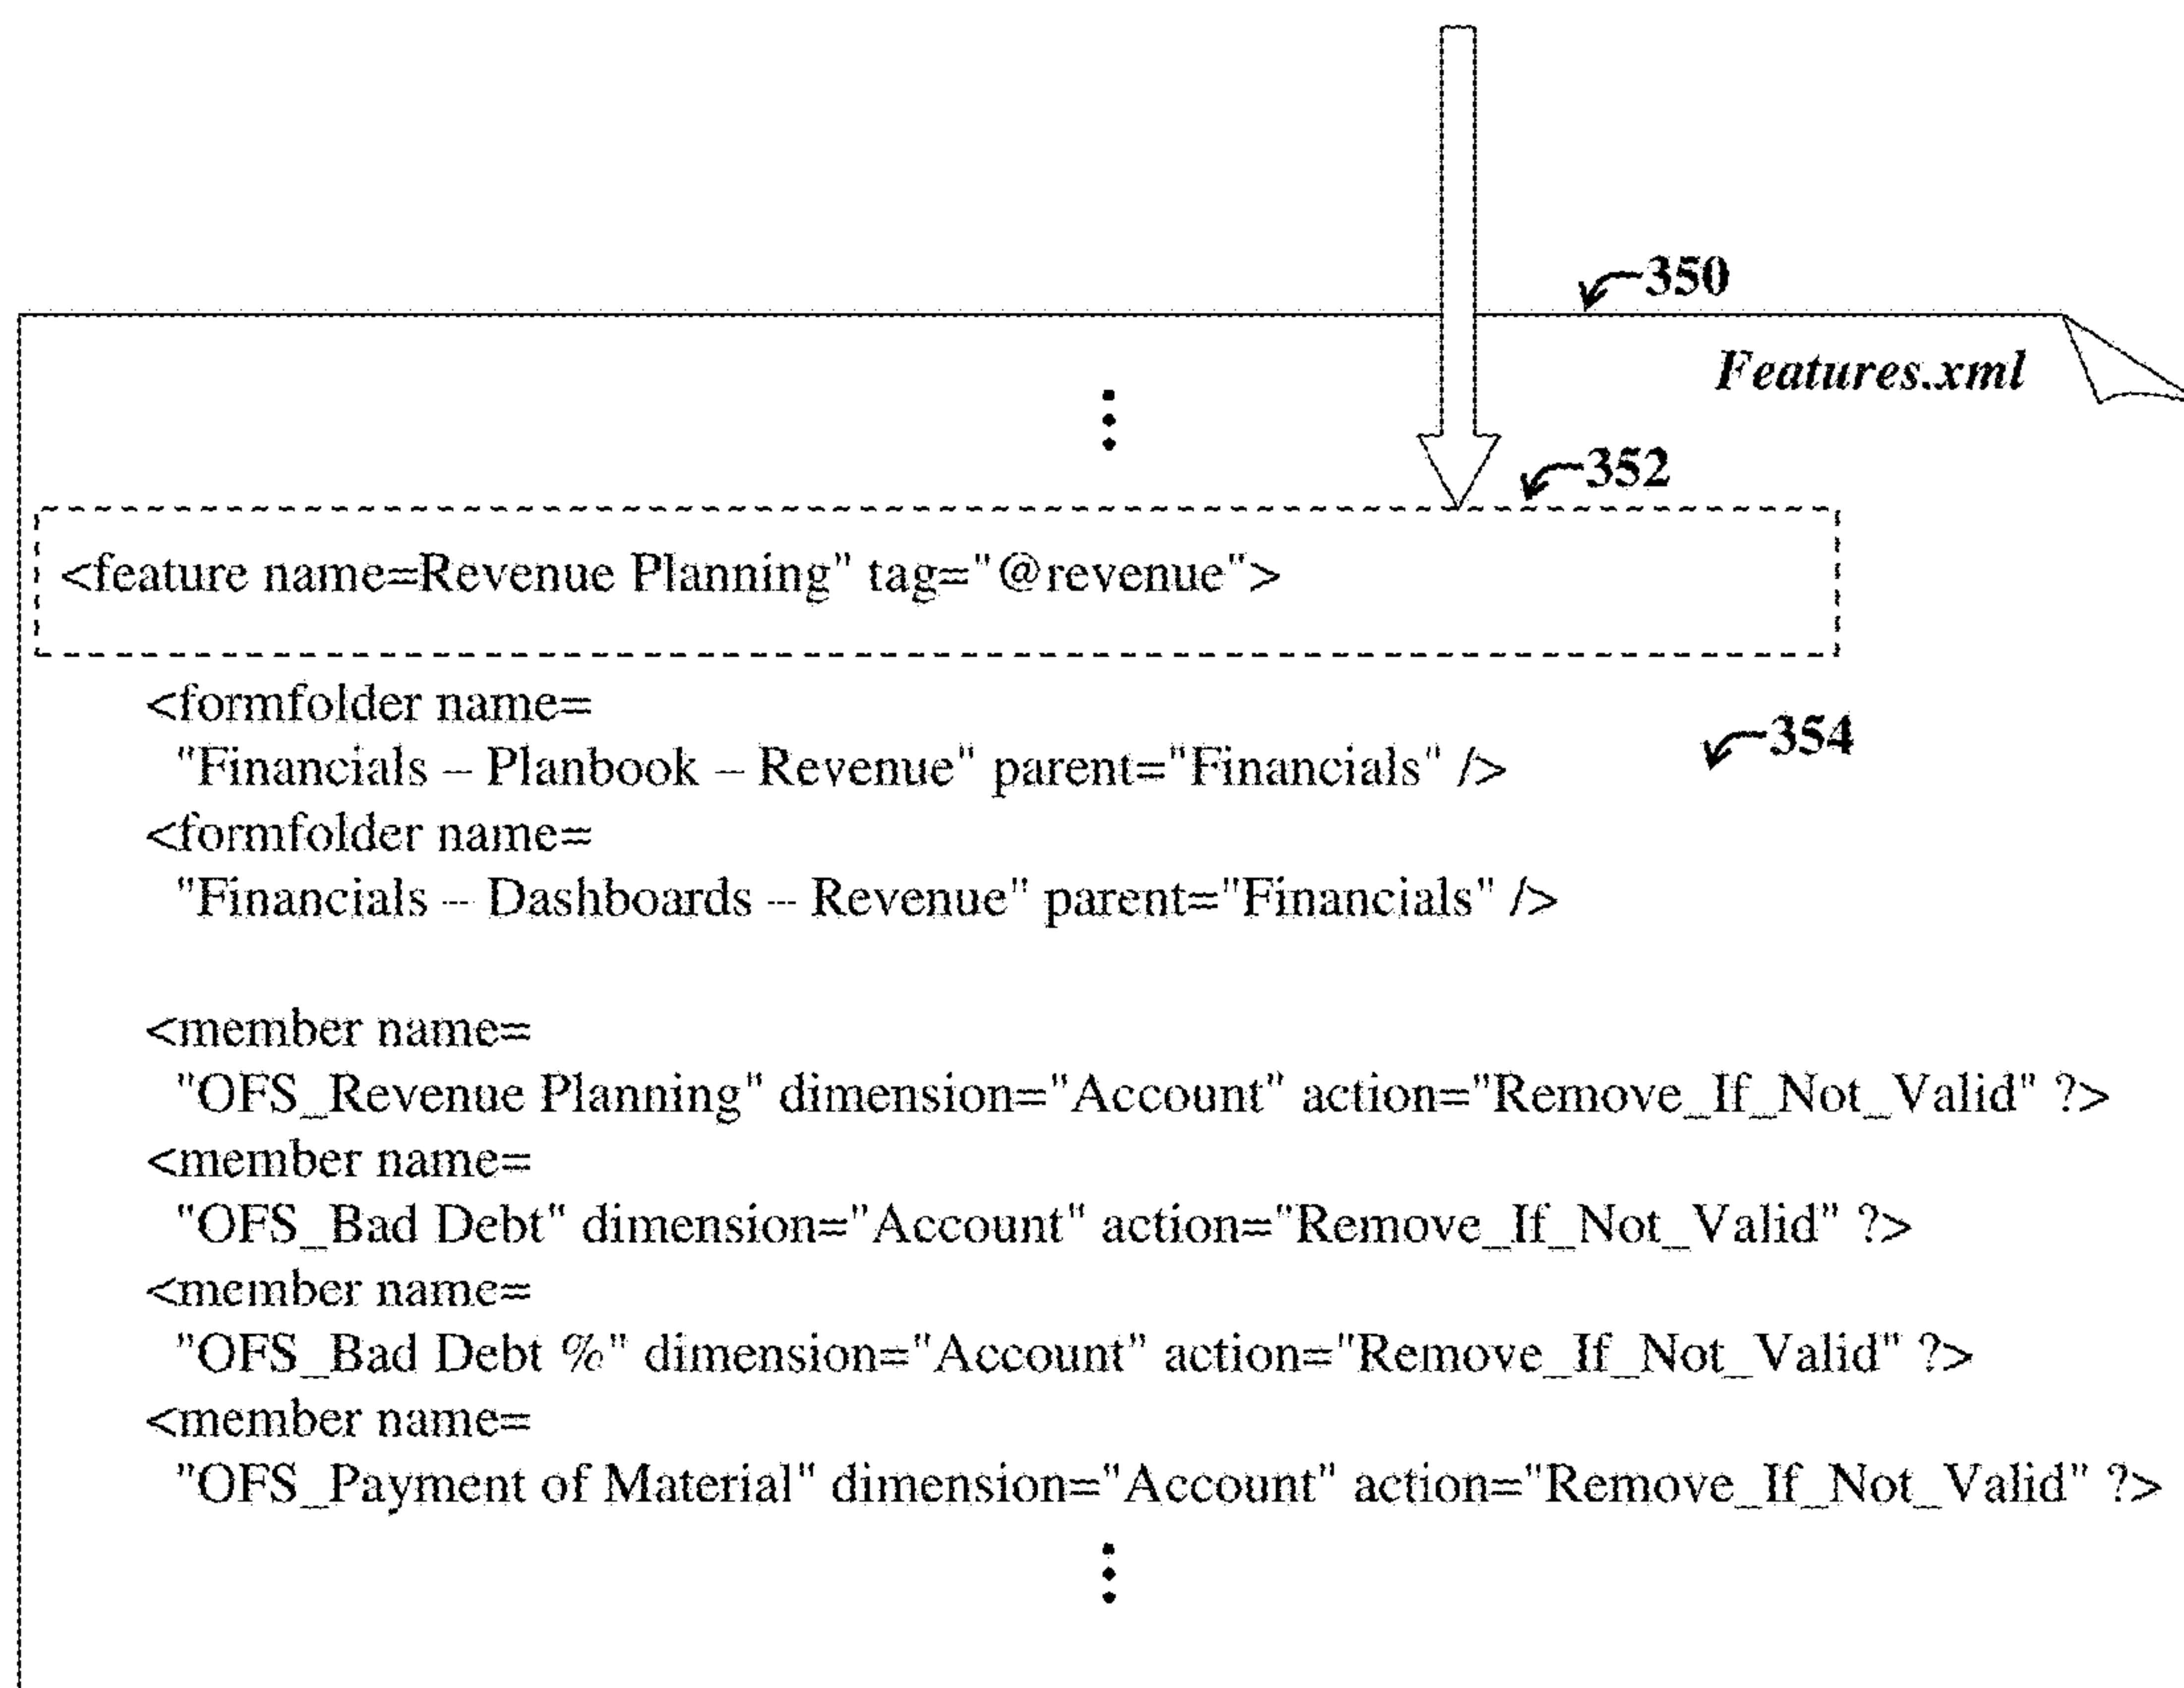 350
Features.xml
352
<feature name=Revenue Planning" tag="@revenue">
<formfolder name=
"Financials – Planbook – Revenue" parent="Financials" />
354
<formfolder name=
"Financials -- Dashboards -- Revenue" parent="Financials" />
<member name=
"OFS_Revenue Planning" dimension="Account" action="Remove_If_Not_Valid" ?>
<member name=
"OFS_Bad Debt" dimension="Account" action="Remove_If_Not_Valid" ?>
<member name=
"OFS_Bad Debt %" dimension="Account" action="Remove_If_Not_Valid" ?>
<member name=
"OFS_Payment of Material" dimension="Account" action="Remove_If_Not_Valid" ?>